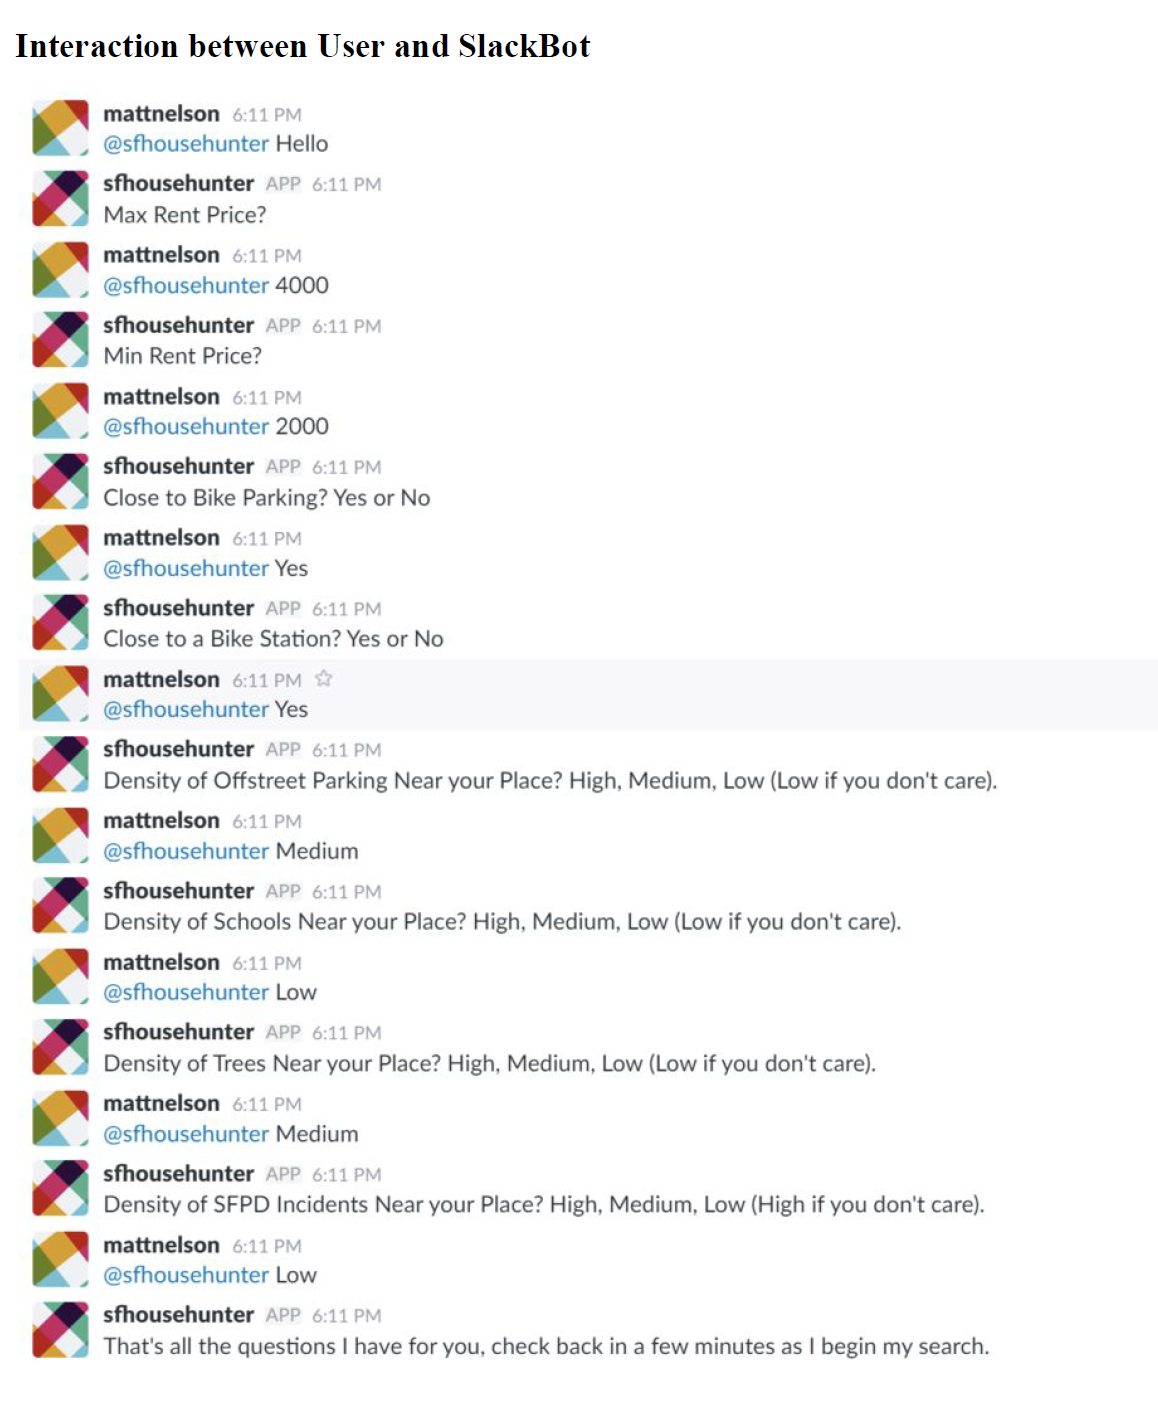 Interaction between User and SlackBot
mattnelson 6:11 PM
@sfhousehunter Hello
sfhousehunter APP 6:11 PM
Max Rent Price?
mattnelson 6:11 PM
@sfhousehunter 4000
sfhousehunter APP 6:11 PM
Min Rent Price?
mattnelson 6:11 PM
@sfhousehunter 2000
sfhousehunter APP 6:11 PM
Close to Bike Parking? Yes or No
mattnelson 6:11 PM
@sfhousehunter Yes
sfhousehunter APP 6:11 PM
Close to a Bike Station? Yes or No
mattnelson 6:11 PM
@sfhousehunter Yes
sfhousehunter APP 6:11 PM
Density of Offstreet Parking Near your Place? High, Medium, Low (Low if you don't care).
mattnelson 6:11 PM
@sfhousehunter Medium
sfhousehunter APP 6:11 PM
Density of Schools Near your Place? High, Medium, Low (Low if you don't care).
mattnelson 6:11 PM
@sfhousehunter Low
sfhousehunter APP 6:11 PM
Density of Trees Near your Place? High, Medium, Low (Low if you don't care).
mattnelson 6:11 PM
@sfhousehunter Medium
sfhousehunter APP 6:11 PM
Density of SFPD Incidents Near your Place? High, Medium, Low (High if you don't care).
mattnelson 6:11 PM
@sfhousehunter Low
sfhousehunter APP 6:11 PM
That's all the questions I have for you, check back in a few minutes as I begin my search.